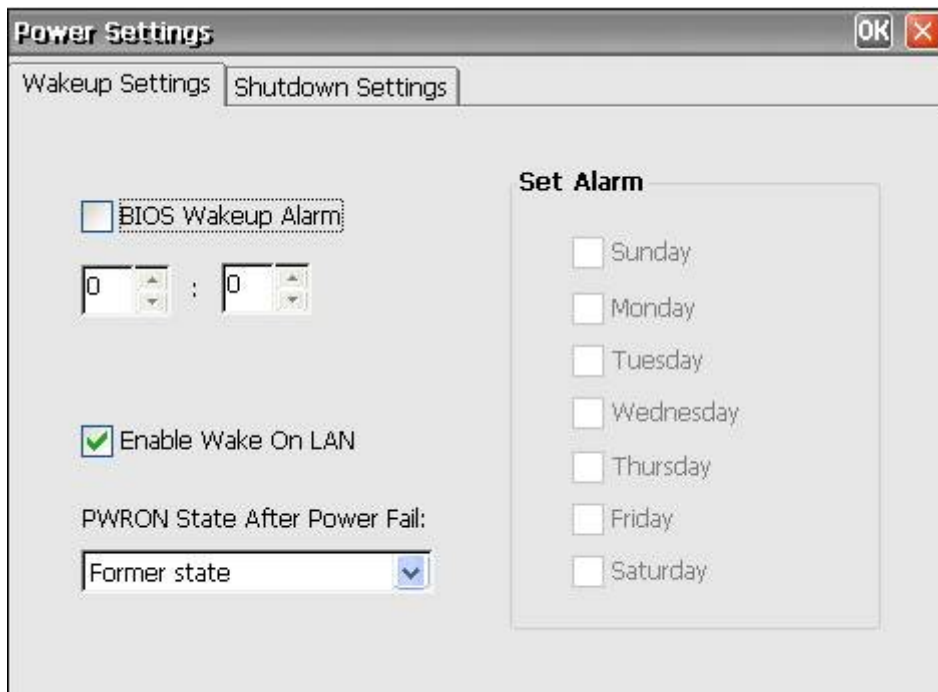 Power Settings OK
Wakeup Settings Shutdown Settings
BIOS Wakeup Alarm
0 : 0
Enable Wake On LAN
PWRON State After Power Fail:
Former state
Set Alarm
Sunday
Monday
Tuesday
Wednesday
Thursday
Friday
Saturday